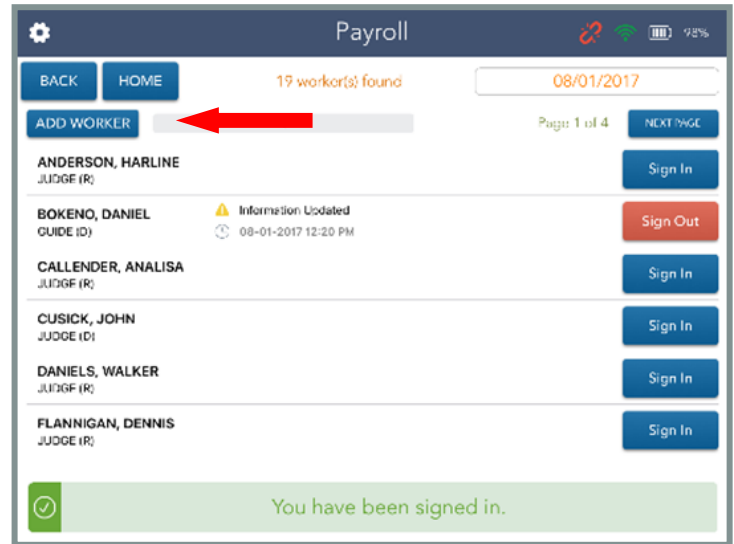 Payroll
98%
BACK HOME 19 worker(s) found 08/01/2017
ADD WORKER Page 1 of 4 NEXT PAGE
ANDERSON, HARLINE
JUDGE (R)
Sign In
BOKENO, DANIEL
GUIDE (D)
Information Updated
08-01-2017 12:20 PM
Sign Out
CALLENDER, ANALISA
JUDGE (R)
Sign In
CUSICK, JOHN
JUDGE (D)
Sign In
DANIELS, WALKER
JUDGE (R)
Sign In
FLANNIGAN, DENNIS
JUDGE (R)
Sign In
You have been signed in.